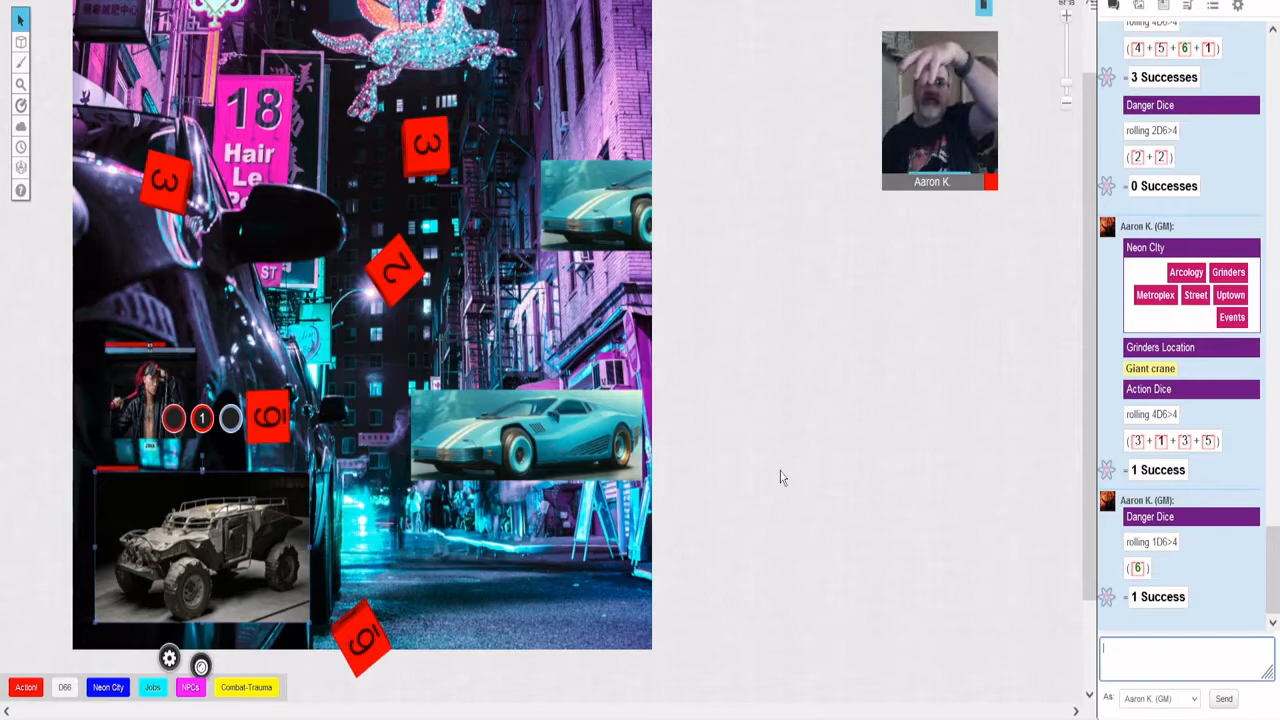 18
Hair
Le
ST
3
3
2
6
6
1
Aaron K.
rolling 4D6>4
(4+5+6+1)
= 3 Successes
Danger Dice
rolling 2D6>4
(2+2)
= 0 Successes
Aaron K. (GM):
Neon CIty
Arcology Grinders
Metroplex Street Uptown
Events
Grinders Location
Giant crane
Action Dice
rolling 4D6>4
(3+1+3+5)
= 1 Success
Aaron K. (GM):
Danger Dice
rolling 1D6>4
(6)
= 1 Success
As: Aaron K. (GM) Send
Action! D66 Neon City Jobs NPCs Combat-Trauma